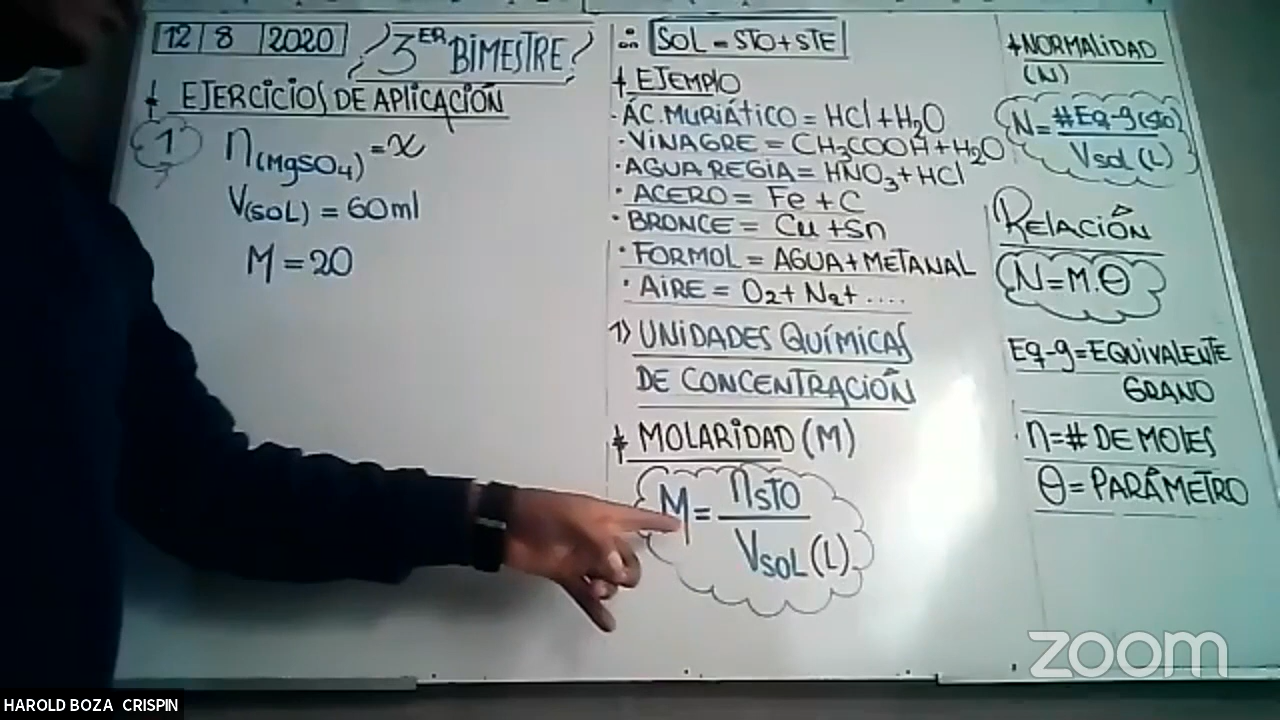 12 8 2020
¡3ER BIMESTRE!
* EJERCICIOS DE APLICACIÓN
1 n(MgSO4) = x
V(SOL) = 60ml
M = 20
∴ SOL = STO + STE
* EJEMPLO
· ÁC. MURIÁTICO = HCl + H2O
· VINAGRE = CH3COOH + H2O
· AGUA REGIA = HNO3 + HCl
· ACERO = Fe + C
· BRONCE = Cu + Sn
· FORMOL = AGUA + METANAL
· AIRE = O2 + N2 + ....
1) UNIDADES QUÍMICAS
DE CONCENTRACIÓN
* MOLARIDAD (M)
M = nSTO
VSOL (L)
* NORMALIDAD
(N)
N = #Eq-g(STO)
Vsol (L)
RELACIÓN
N = M.θ
Eq-g = EQUIVALENTE
GRANO
· n = # DE MOLES
θ = PARÁMETRO
zoom
HAROLD BOZA CRISPIN